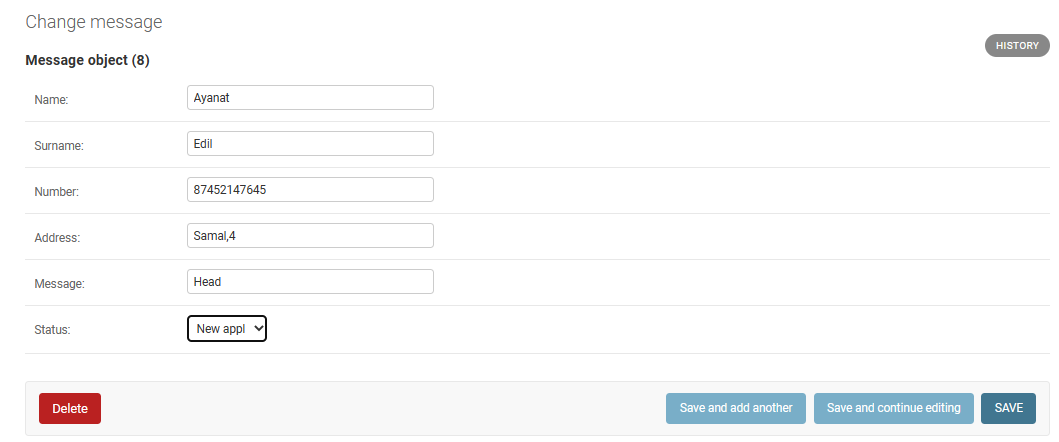 Change message
HISTORY
Message object (8)
Name: Ayanat
Surname: Edil
Number: 87452147645
Address: Samal,4
Message: Head
Status: New appl
Delete Save and add another Save and continue editing SAVE